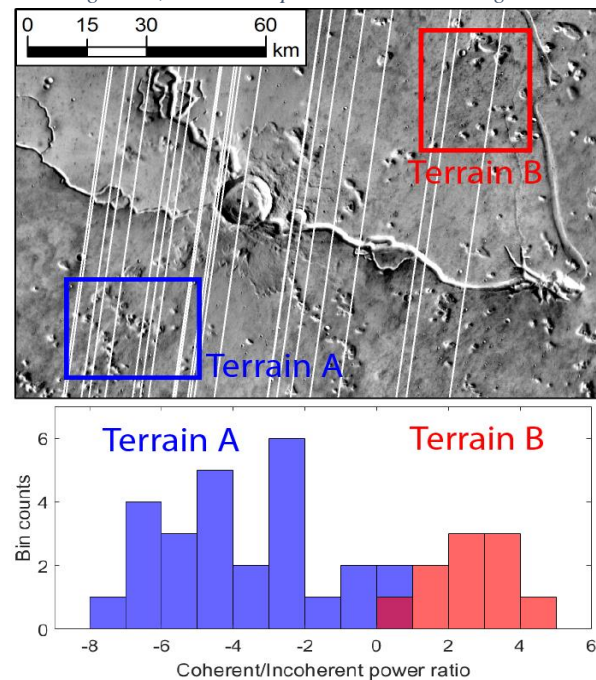 0 15 30 60
km
Terrain B
Terrain A
Terrain A Terrain B
Bin counts
6
4
2
0
-8 -6 -4 -2 0 2 4 6
Coherent/Incoherent power ratio